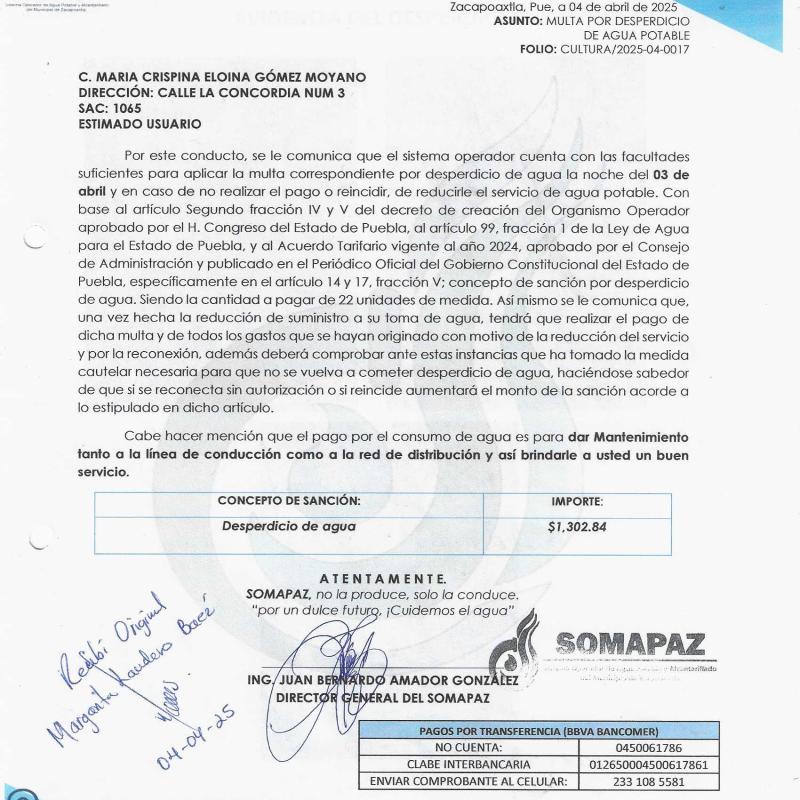 Sistema Operador de Agua Potable y Alcantarillado
del Municipio de Zacapoaxtla
Zacapoaxtla, Pue, a 04 de abril de 2025
ASUNTO: MULTA POR DESPERDICIO
DE AGUA POTABLE
FOLIO: CULTURA/2025-04-0017
C. MARIA CRISPINA ELOINA GÓMEZ MOYANO
DIRECCIÓN: CALLE LA CONCORDIA NUM 3
SAC: 1065
ESTIMADO USUARIO
Por este conducto, se le comunica que el sistema operador cuenta con las facultades
suficientes para aplicar la multa correspondiente por desperdicio de agua la noche del 03 de
abril y en caso de no realizar el pago o reincidir, de reducirle el servicio de agua potable. Con
base al artículo Segundo fracción IV y V del decreto de creación del Organismo Operador
aprobado por el H. Congreso del Estado de Puebla, al artículo 99, fracción 1 de la Ley de Agua
para el Estado de Puebla, y al Acuerdo Tarifario vigente al año 2024, aprobado por el Consejo
de Administración y publicado en el Periódico Oficial del Gobierno Constitucional del Estado de
Puebla, específicamente en el artículo 14 y 17, fracción V; concepto de sanción por desperdicio
de agua. Siendo la cantidad a pagar de 22 unidades de medida. Así mismo se le comunica que,
una vez hecha la reducción de suministro a su toma de agua, tendrá que realizar el pago de
dicha multa y de todos los gastos que se hayan originado con motivo de la reducción del servicio
y por la reconexión, además deberá comprobar ante estas instancias que ha tomado la medida
cautelar necesaria para que no se vuelva a cometer desperdicio de agua, haciéndose sabedor
de que si se reconecta sin autorización o si reincide aumentará el monto de la sanción acorde a
lo estipulado en dicho artículo.
Cabe hacer mención que el pago por el consumo de agua es para dar Mantenimiento
tanto a la línea de conducción como a la red de distribución y así brindarle a usted un buen
servicio.
CONCEPTO DE SANCIÓN: IMPORTE:
Desperdicio de agua $1,302.84
ATENTAMENTE.
SOMAPAZ, no la produce, solo la conduce.
"por un dulce futuro, ¡Cuidemos el agua"
Recibi Original
Margarita Landero Baéz
04-04-25
SOMAPAZ
ING. JUAN BERNARDO AMADOR GONZÁLEZ
DIRECTOR GENERAL DEL SOMAPAZ
PAGOS POR TRANSFERENCIA (BBVA BANCOMER)
NO CUENTA: 0450061786
CLABE INTERBANCARIA 012650004500617861
ENVIAR COMPROBANTE AL CELULAR: 233 108 5581